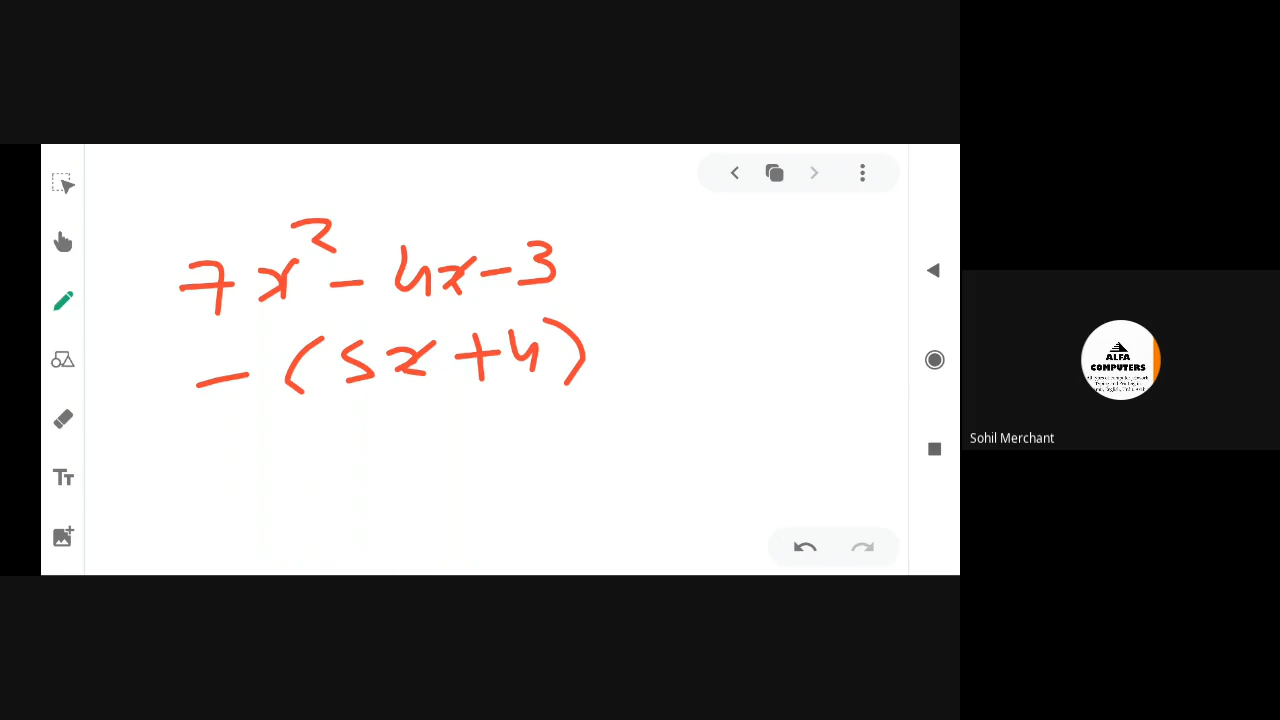 7x² - 4x - 3
- (5x + 4)
ALFA
COMPUTERS
Sohil Merchant